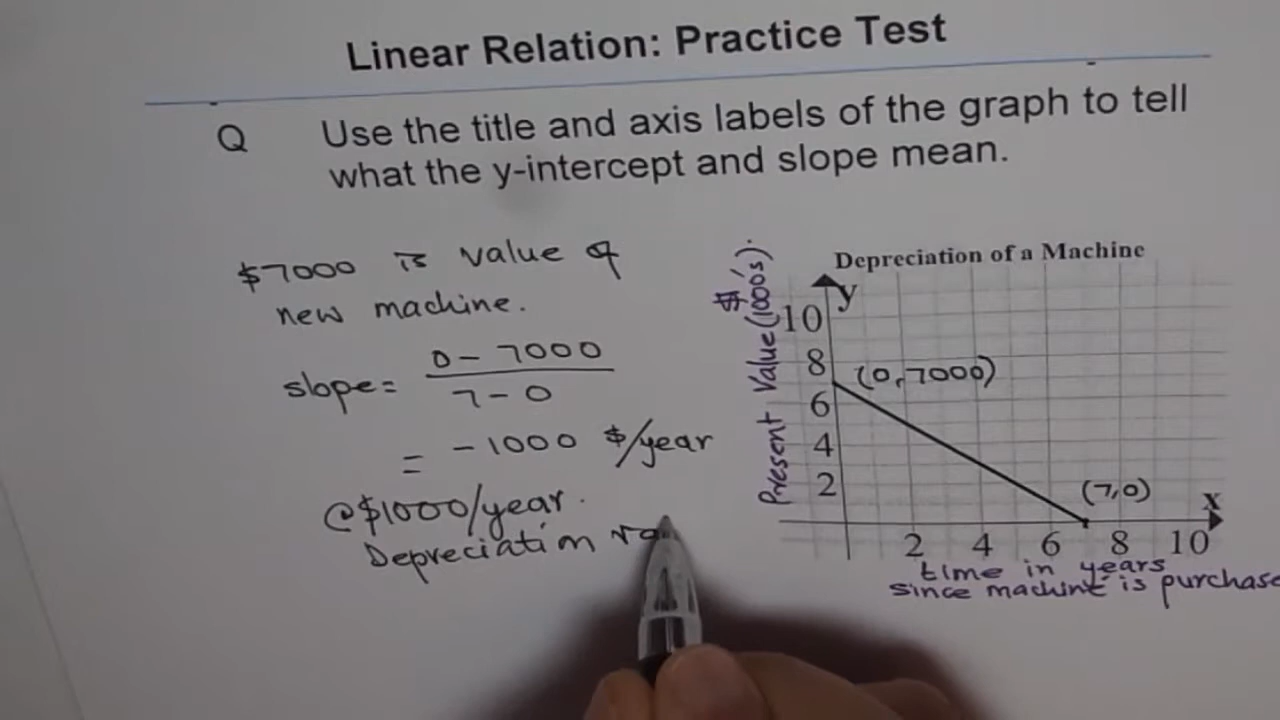 Linear Relation: Practice Test
Q Use the title and axis labels of the graph to tell
what the y-intercept and slope mean.
$7000 is value of
new machine.
slope = 0 - 7000
7 - 0
= -1000 $/year
@$1000/year.
Depreciation
Depreciation of a Machine
Present Value ($ 1000's).
y
10
8
6
4
2
(0,7000)
(7,0)
x
2 4 6 8 10
time in years
since machine is purchase